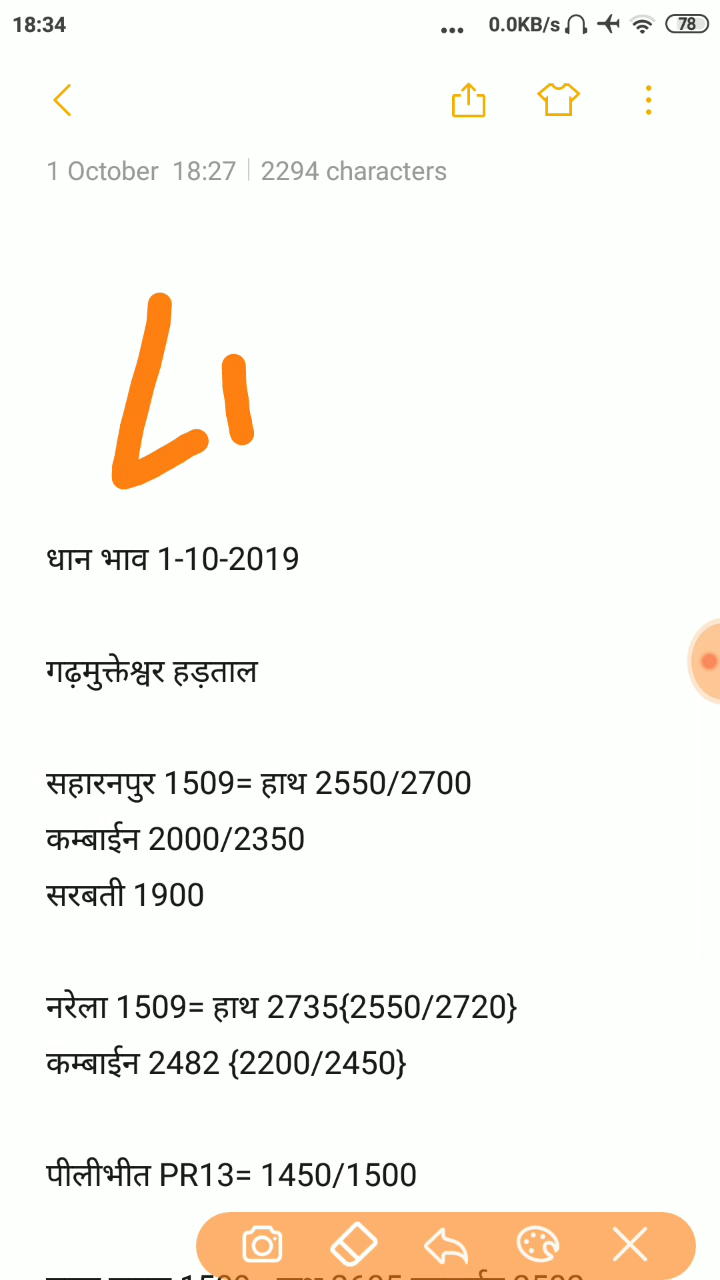 18:34 ... 0.0KB/s 78
1 October 18:27 | 2294 characters
धान भाव 1-10-2019
गढ़मुक्तेश्वर हड़ताल
सहारनपुर 1509= हाथ 2550/2700
कम्बाईन 2000/2350
सरबती 1900
नरेला 1509= हाथ 2735{2550/2720}
कम्बाईन 2482 {2200/2450}
पीलीभीत PR13= 1450/1500